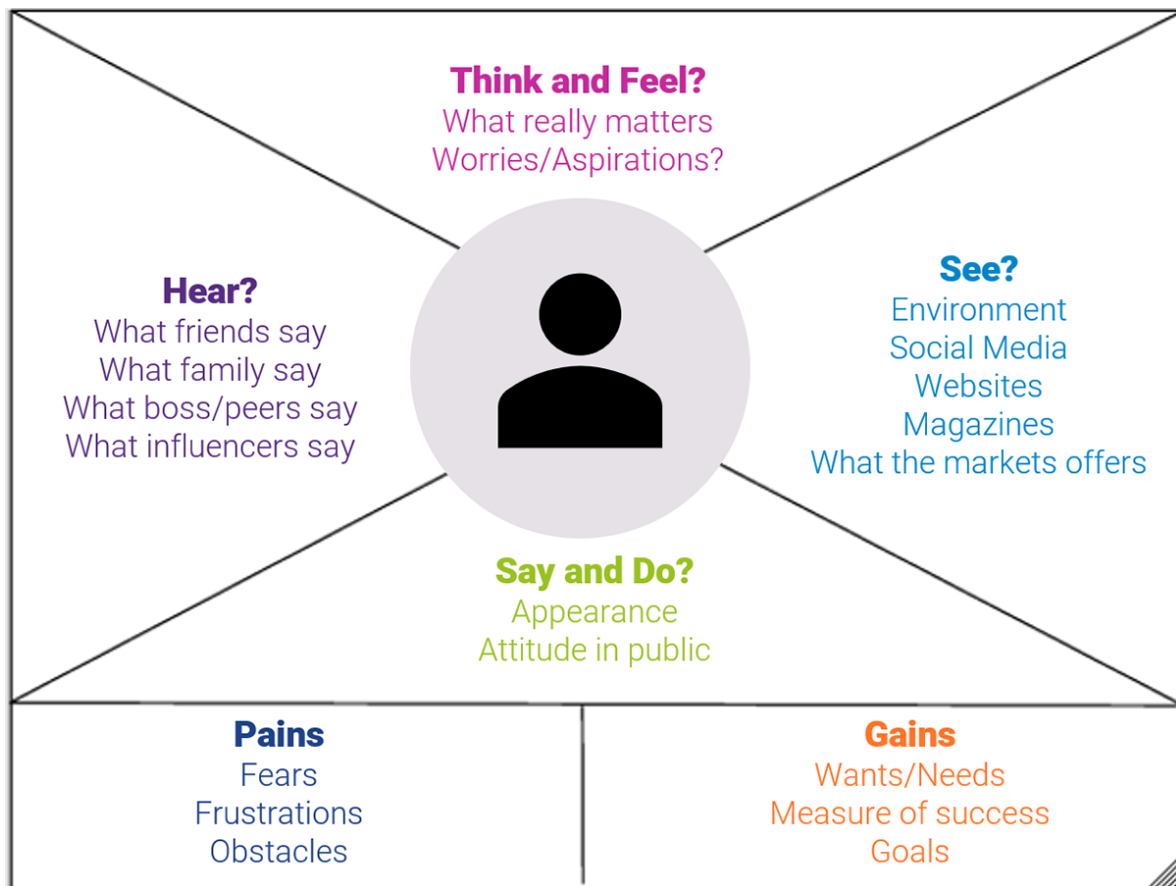 Think and Feel?
What really matters
Worries/Aspirations?
Hear?
What friends say
What family say
What boss/peers say
What influencers say
See?
Environment
Social Media
Websites
Magazines
What the markets offers
Say and Do?
Appearance
Attitude in public
Pains
Fears
Frustrations
Obstacles
Gains
Wants/Needs
Measure of success
Goals